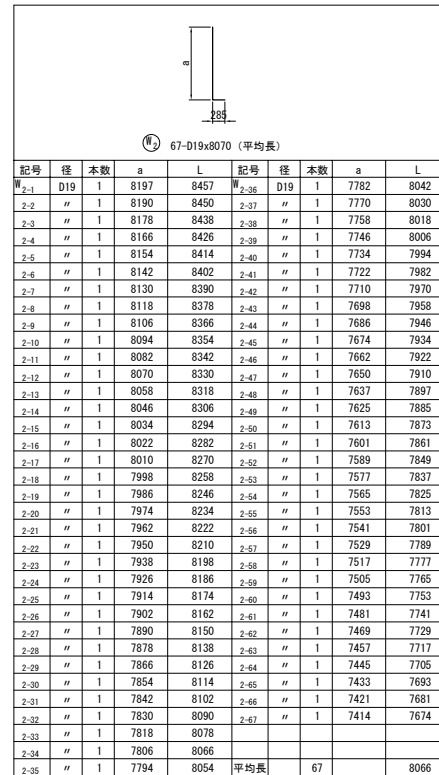 a
285
W2 67-D19x8070（平均長）
記号 径 本数 a L 記号 径 本数 a L
W2-1 D19 1 8197 8457 W2-36 D19 1 7782 8042
2-2 〃 1 8190 8450 2-37 〃 1 7770 8030
2-3 〃 1 8178 8438 2-38 〃 1 7758 8018
2-4 〃 1 8166 8426 2-39 〃 1 7746 8006
2-5 〃 1 8154 8414 2-40 〃 1 7734 7994
2-6 〃 1 8142 8402 2-41 〃 1 7722 7982
2-7 〃 1 8130 8390 2-42 〃 1 7710 7970
2-8 〃 1 8118 8378 2-43 〃 1 7698 7958
2-9 〃 1 8106 8366 2-44 〃 1 7686 7946
2-10 〃 1 8094 8354 2-45 〃 1 7674 7934
2-11 〃 1 8082 8342 2-46 〃 1 7662 7922
2-12 〃 1 8070 8330 2-47 〃 1 7650 7910
2-13 〃 1 8058 8318 2-48 〃 1 7637 7897
2-14 〃 1 8046 8306 2-49 〃 1 7625 7885
2-15 〃 1 8034 8294 2-50 〃 1 7613 7873
2-16 〃 1 8022 8282 2-51 〃 1 7601 7861
2-17 〃 1 8010 8270 2-52 〃 1 7589 7849
2-18 〃 1 7998 8258 2-53 〃 1 7577 7837
2-19 〃 1 7986 8246 2-54 〃 1 7565 7825
2-20 〃 1 7974 8234 2-55 〃 1 7553 7813
2-21 〃 1 7962 8222 2-56 〃 1 7541 7801
2-22 〃 1 7950 8210 2-57 〃 1 7529 7789
2-23 〃 1 7938 8198 2-58 〃 1 7517 7777
2-24 〃 1 7926 8186 2-59 〃 1 7505 7765
2-25 〃 1 7914 8174 2-60 〃 1 7493 7753
2-26 〃 1 7902 8162 2-61 〃 1 7481 7741
2-27 〃 1 7890 8150 2-62 〃 1 7469 7729
2-28 〃 1 7878 8138 2-63 〃 1 7457 7717
2-29 〃 1 7866 8126 2-64 〃 1 7445 7705
2-30 〃 1 7854 8114 2-65 〃 1 7433 7693
2-31 〃 1 7842 8102 2-66 〃 1 7421 7681
2-32 〃 1 7830 8090 2-67 〃 1 7414 7674
2-33 〃 1 7818 8078
2-34 〃 1 7806 8066
2-35 〃 1 7794 8054 平均長 67 8066